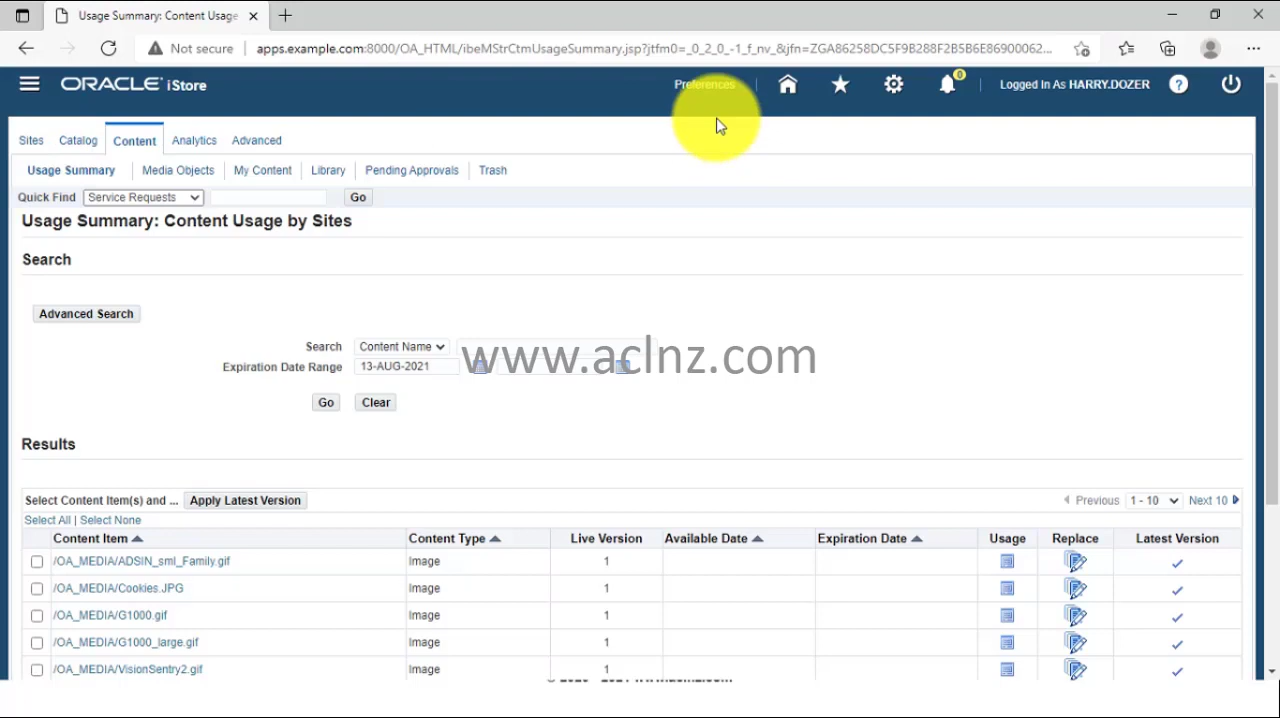 Usage Summary: Content Usage
Not secure apps.example.com:8000/OA_HTML/ibeMStrCtmUsageSummary.jsp?jtfm0=_0_2_0_-1_f_nv_&jfn=ZGA86258DC5F9B288F2B5B6E86900062...
ORACLE iStore Preferences 0 Logged In As HARRY.DOZER ?
Sites Catalog Content Analytics Advanced
Usage Summary Media Objects My Content Library Pending Approvals Trash
Quick Find Service Requests Go
Usage Summary: Content Usage by Sites
Search
Advanced Search
Search Content Name
www.aclnz.com
Expiration Date Range 13-AUG-2021
Go Clear
Results
Select Content Item(s) and ... Apply Latest Version Previous 1 - 10 Next 10
Select All | Select None
Content Item Content Type Live Version Available Date Expiration Date Usage Replace Latest Version
/OA_MEDIA/ADSIN_sml_Family.gif Image 1
/OA_MEDIA/Cookies.JPG Image 1
/OA_MEDIA/G1000.gif Image 1
/OA_MEDIA/G1000_large.gif Image 1
/OA_MEDIA/VisionSentry2.gif Image 1